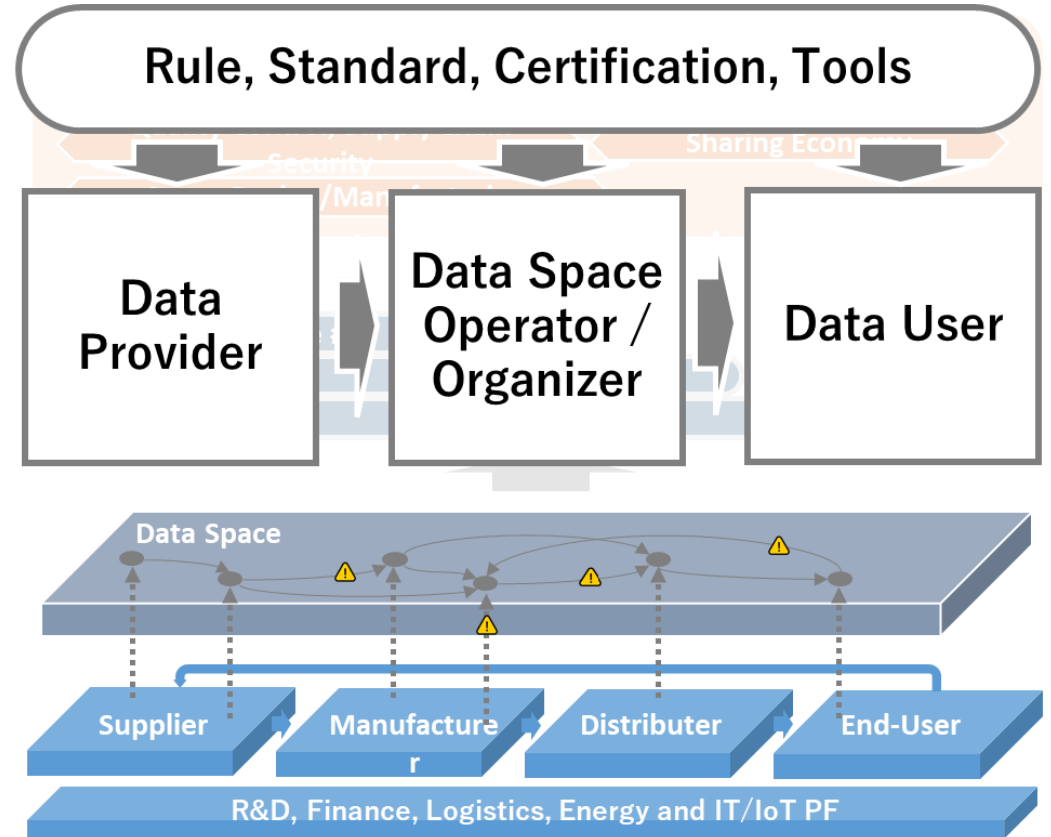 Rule, Standard, Certification, Tools
Sharing Economy
Security
Data
Provider
Data Space
Operator /
Organizer
Data User
Data Space
Supplier
Manufacture
r
Distributer
End-User
R&D, Finance, Logistics, Energy and IT/IoT PF